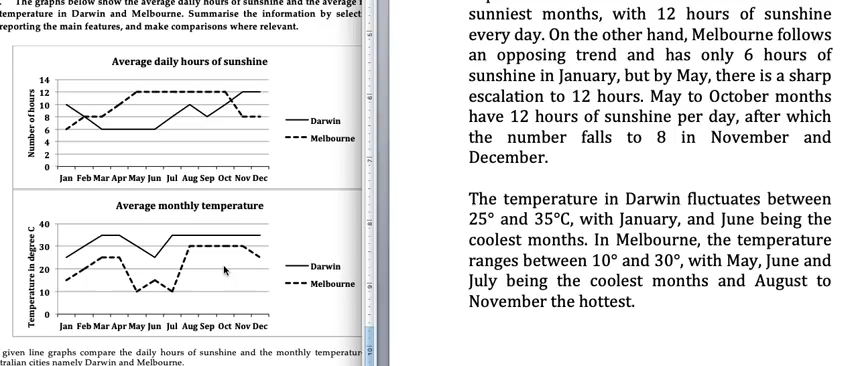 The graphs below show the average daily hours of sunshine and the average
temperature in Darwin and Melbourne. Summarise the information by select
reporting the main features, and make comparisons where relevant.
Average daily hours of sunshine
Number of hours
14
12
10
8
6
4
2
0
Jan Feb Mar Apr May Jun Jul Aug Sep Oct Nov Dec
Darwin
Melbourne
Average monthly temperature
Temperature in degree C
40
30
20
10
0
Jan Feb Mar Apr May Jun Jul Aug Sep Oct Nov Dec
Darwin
Melbourne
given line graphs compare the daily hours of sunshine and the monthly temperatur
tralian cities namely Darwin and Melbourne.
sunniest months, with 12 hours of sunshine
every day. On the other hand, Melbourne follows
an opposing trend and has only 6 hours of
sunshine in January, but by May, there is a sharp
escalation to 12 hours. May to October months
have 12 hours of sunshine per day, after which
the number falls to 8 in November and
December.
The temperature in Darwin fluctuates between
25° and 35°C, with January, and June being the
coolest months. In Melbourne, the temperature
ranges between 10° and 30°, with May, June and
July being the coolest months and August to
November the hottest.